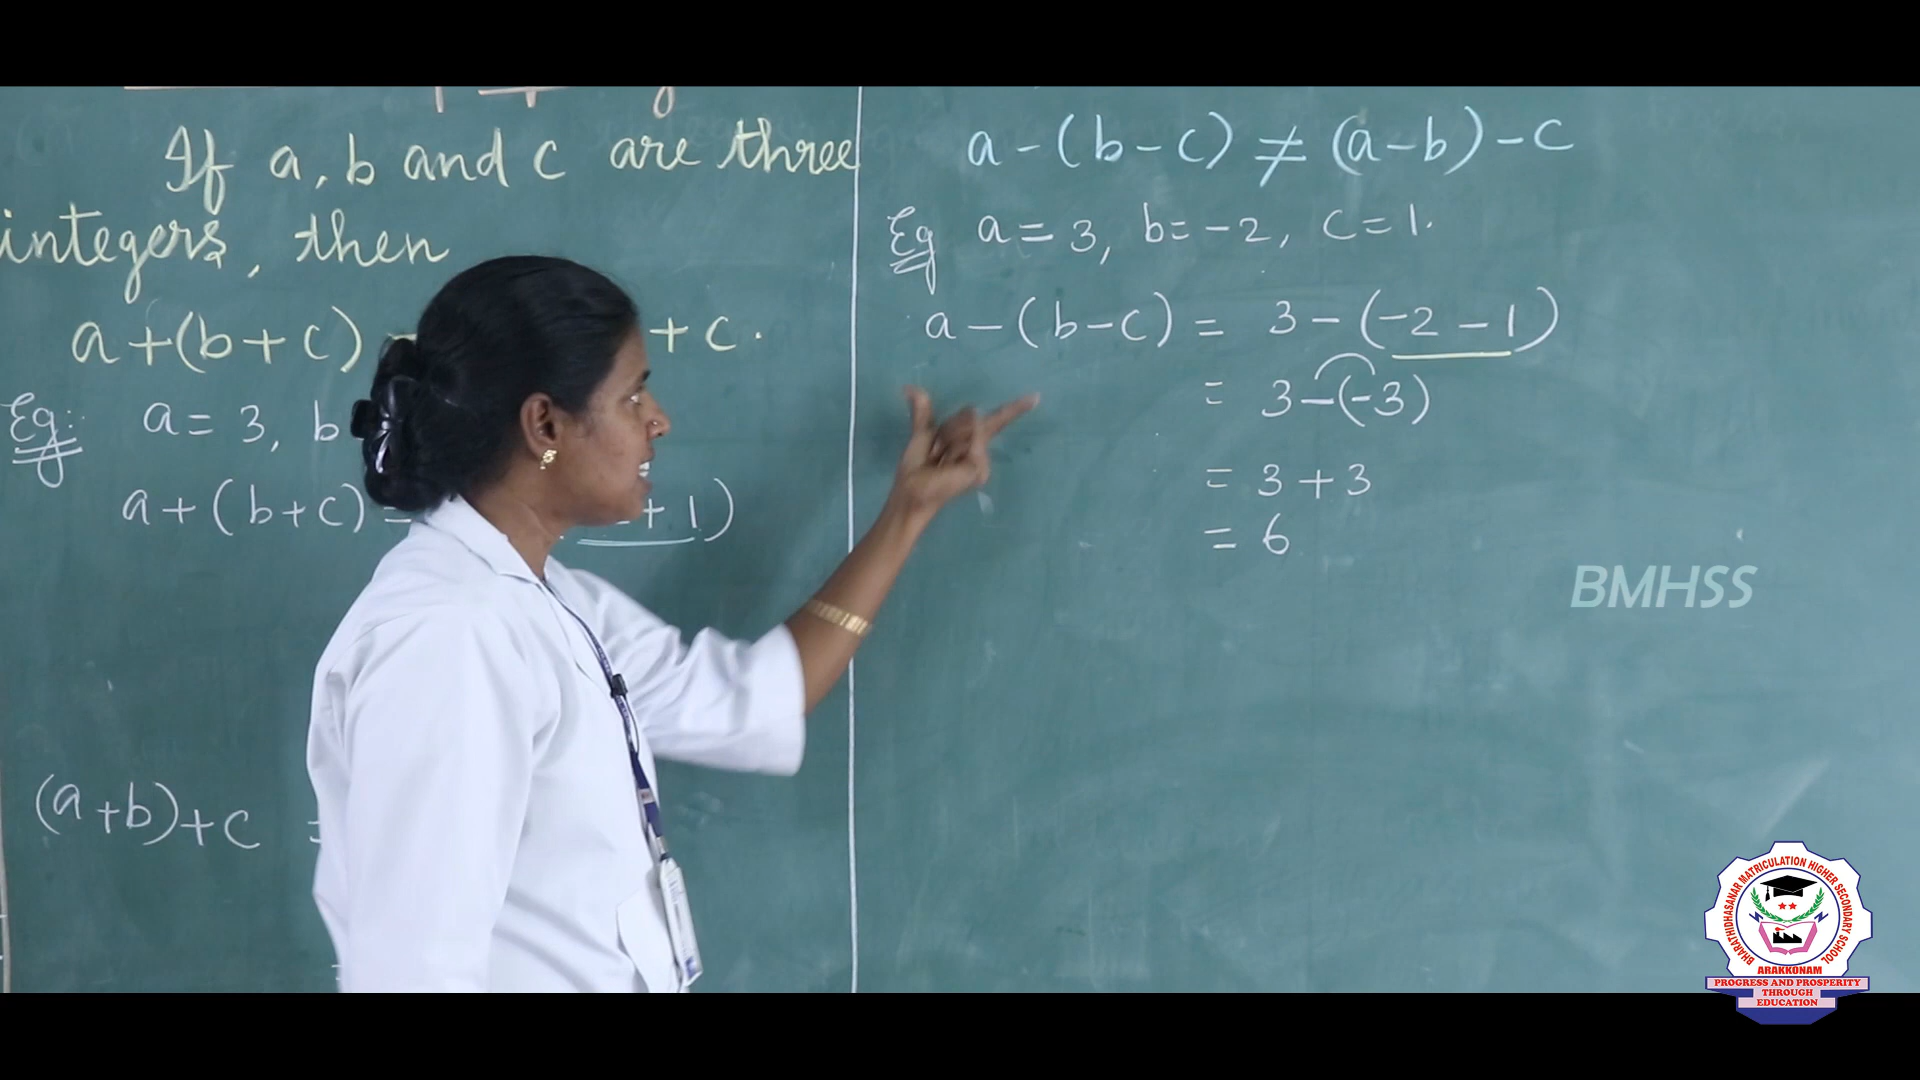 If a, b and c are three
integers, then
a+(b+c) + c.
Eg: a = 3, b
a+(b+c) = + 1)
(a+b)+c =
a-(b-c) ≠ (a-b)-c
Eg a = 3, b = -2, c = 1.
a-(b-c) = 3-(-2-1)
= 3-(-3)
= 3+3
= 6
BMHSS
BHARATHIDHASANAR MATRICULATION HIGHER SECONDARY SCHOOL
ARAKKONAM
PROGRESS AND PROSPERITY
THROUGH
EDUCATION